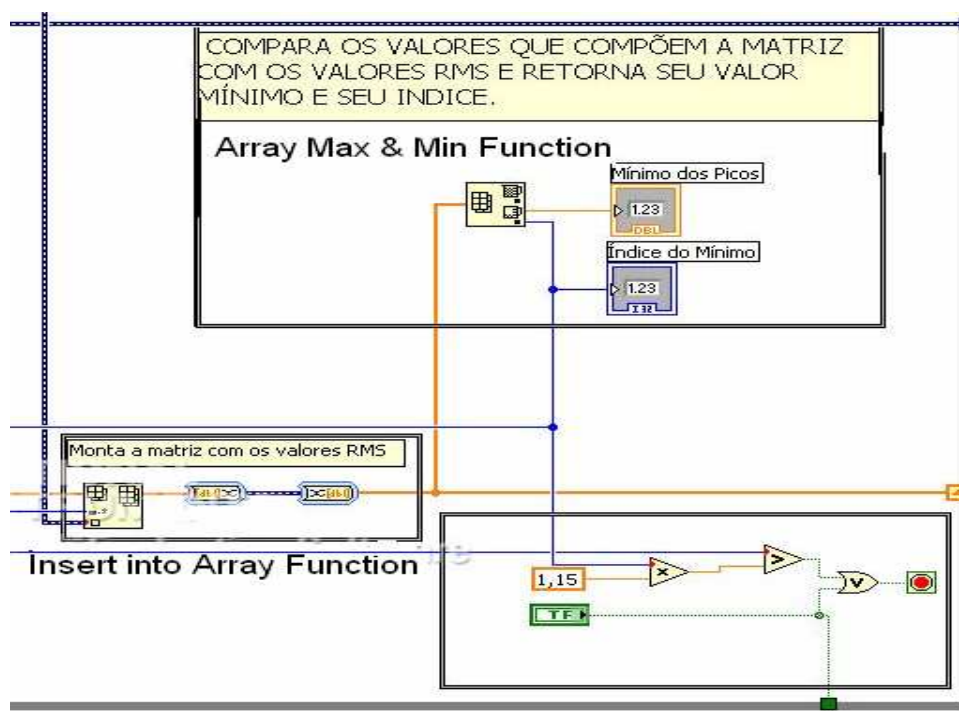 COMPARA OS VALORES QUE COMPÕEM A MATRIZ
COM OS VALORES RMS E RETORNA SEU VALOR
MÍNIMO E SEU INDICE.
Array Max & Min Function
Mínimo dos Picos
1.23
DBL
Índice do Mínimo
1.23
I32
Monta a matriz com os valores RMS
Insert into Array Function
1,15
TF